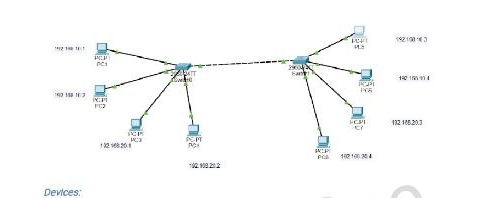 PC-PT
PC5
192.168.10.3
192.168.10.1
PC-PT
PC1
2960-24TT
Switch0
2960-24TT
PC-PT
PC6
192.168.10.4
192.168.10.2
PC-PT
PC2
PC-PT
PC3
PC-PT
PC4
PC-PT
PC7
192.168.20.3
192.168.20.1
PC-PT
PC8
192.168.20.4
192.168.20.2
Devices: